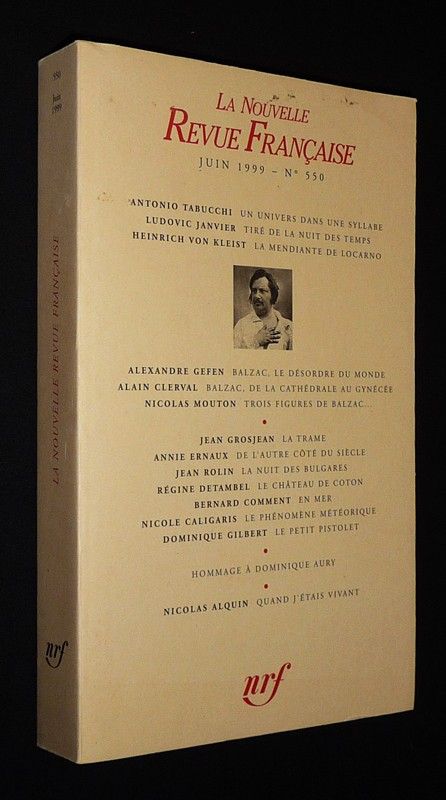 550
Juin
1999
LA NOUVELLE REVUE FRANÇAISE
nrf
LA NOUVELLE
REVUE FRANÇAISE
JUIN 1999 – N° 550
ANTONIO TABUCCHI UN UNIVERS DANS UNE SYLLABE
LUDOVIC JANVIER TIRÉ DE LA NUIT DES TEMPS
HEINRICH VON KLEIST LA MENDIANTE DE LOCARNO
ALEXANDRE GEFEN BALZAC, LE DÉSORDRE DU MONDE
ALAIN CLERVAL BALZAC, DE LA CATHÉDRALE AU GYNÉCÉE
NICOLAS MOUTON TROIS FIGURES DE BALZAC...
JEAN GROSJEAN LA TRAME
ANNIE ERNAUX DE L'AUTRE CÔTÉ DU SIÈCLE
JEAN ROLIN LA NUIT DES BULGARES
RÉGINE DETAMBEL LE CHÂTEAU DE COTON
BERNARD COMMENT EN MER
NICOLE CALIGARIS LE PHÉNOMÈNE MÉTÉORIQUE
DOMINIQUE GILBERT LE PETIT PISTOLET
HOMMAGE À DOMINIQUE AURY
NICOLAS ALQUIN QUAND J'ÉTAIS VIVANT
nrf